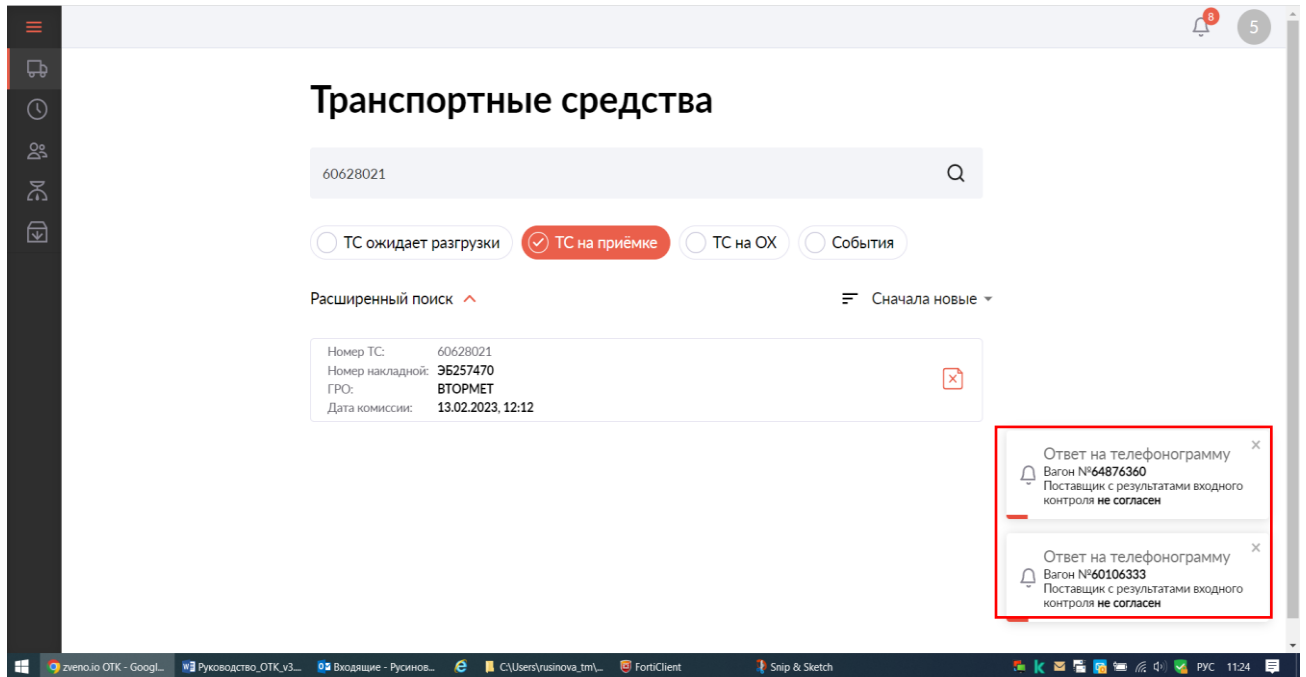 8
5
Транспортные средства
60628021
ТС ожидает разгрузки ТС на приёмке ТС на ОХ События
Расширенный поиск Сначала новые
Номер ТС: 60628021
Номер накладной: ЭБ257470
ГРО: ВТОРМЕТ
Дата комиссии: 13.02.2023, 12:12
Ответ на телефонограмму
Вагон №64876360
Поставщик с результатами входного
контроля не согласен
Ответ на телефонограмму
Вагон №60106333
Поставщик с результатами входного
контроля не согласен
zveno.io ОТК - Googl... Руководство_ОТК_v3.... Входящие - Русинов... C:\Users\rusinova_tm\... FortiClient Snip & Sketch РУС 11:24